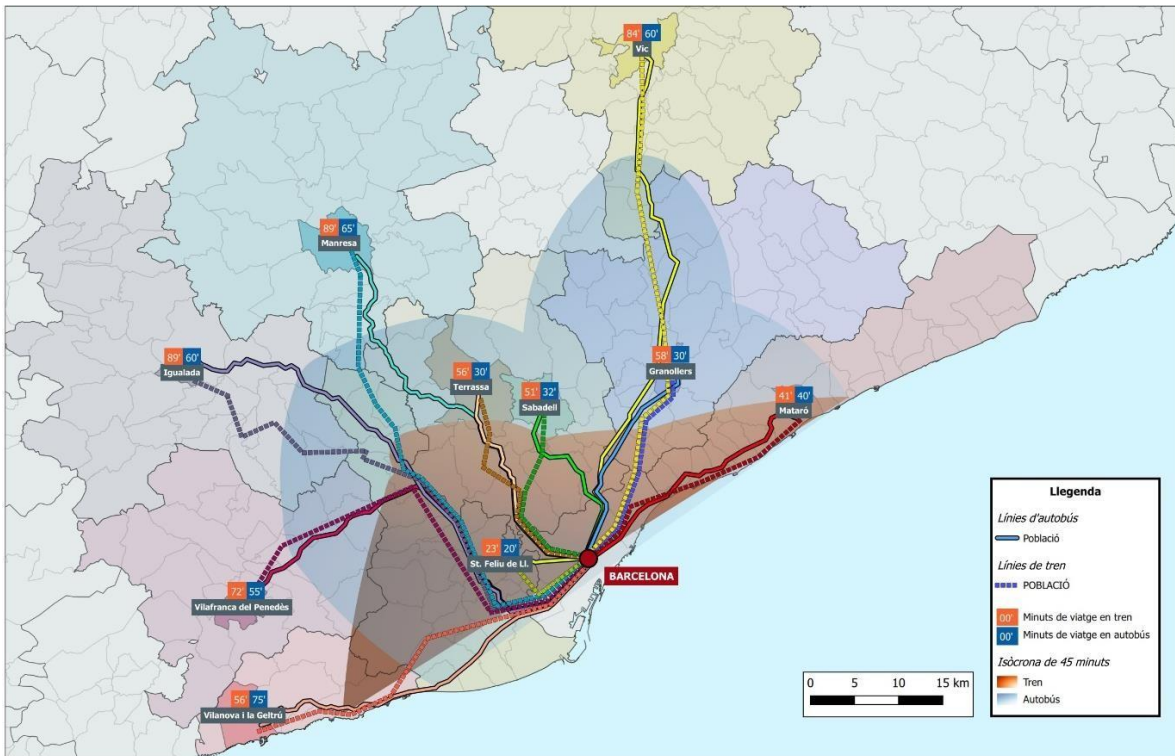 84' 60'
Vic
89' 65'
Manresa
89' 60'
Igualada
56' 30'
Terrassa
51' 32'
Sabadell
58' 30'
Granollers
41' 40'
Mataró
23' 20'
St. Feliu de Ll.
BARCELONA
72' 55'
Vilafranca del Penedès
56' 75'
Vilanova i la Geltrú
0 5 10 15 km
Llegenda
Línies d'autobús
Població
Línies de tren
POBLACIÓ
00' Minuts de viatge en tren
00' Minuts de viatge en autobús
Isòcrona de 45 minuts
Tren
Autobús